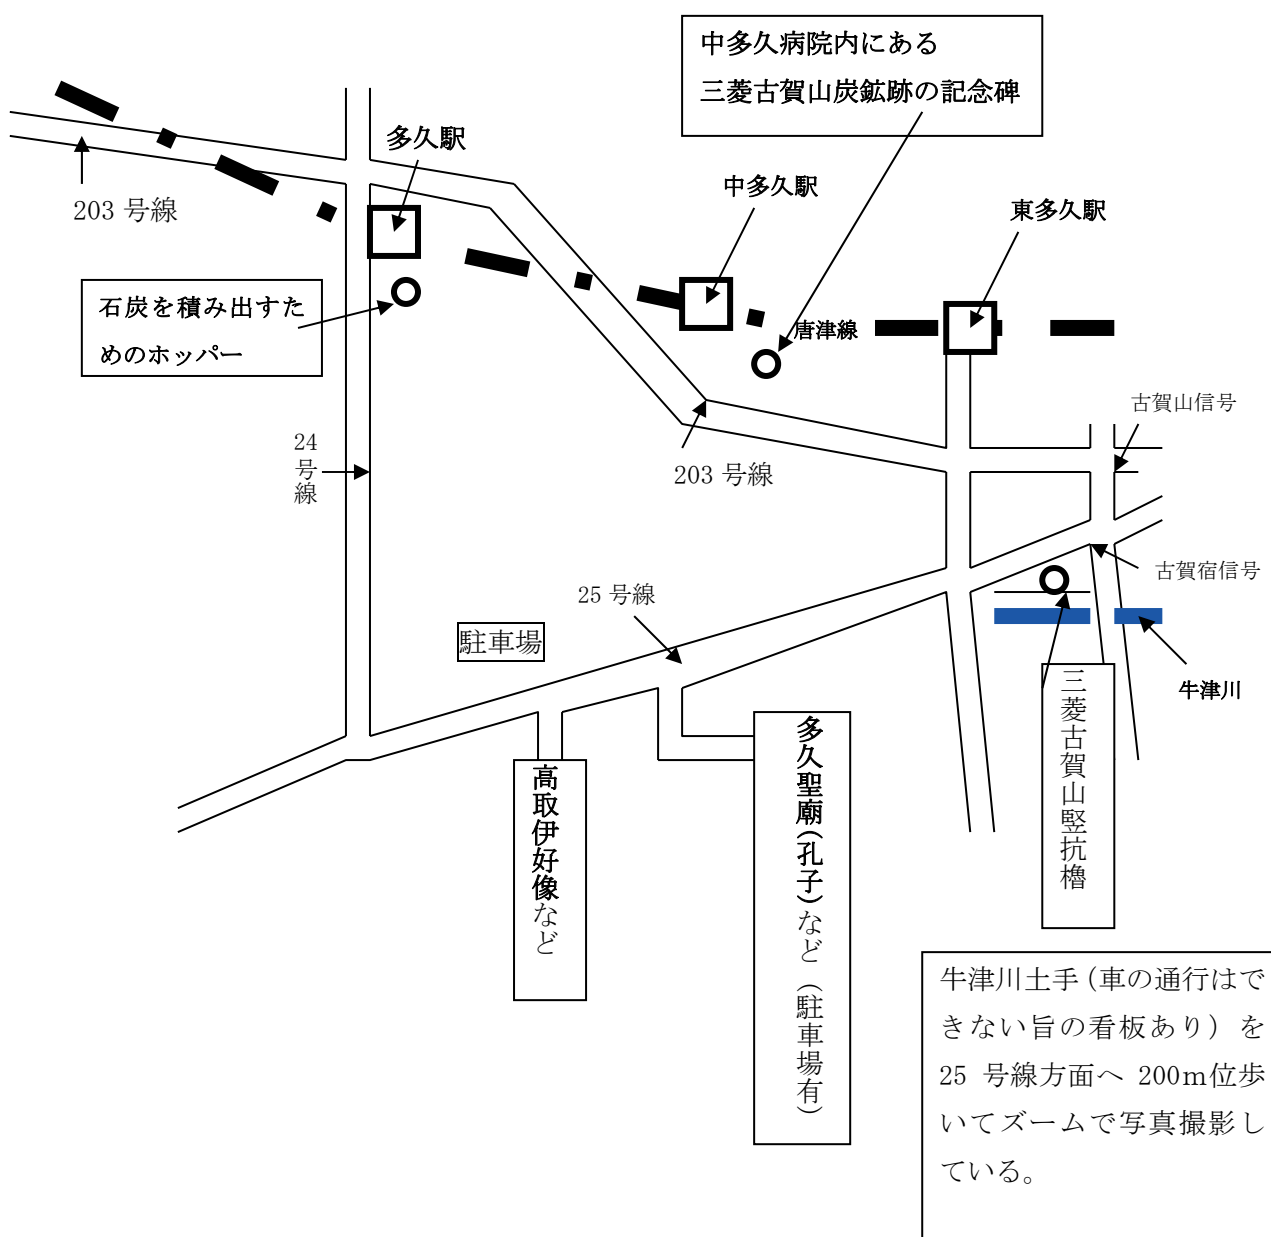 中多久病院内にある
三菱古賀山炭鉱跡の記念碑
多久駅
中多久駅
東多久駅
203 号線
石炭を積み出すた
めのホッパー
唐津線
古賀山信号
24
号
線
203 号線
古賀宿信号
25 号線
駐車場
牛津川
三菱古賀山竪抗櫓
多久聖廟(孔子)など（駐車場有）
高取伊好像など
牛津川土手（車の通行はで
きない旨の看板あり）を
25 号線方面へ 200m位歩
いてズームで写真撮影し
ている。